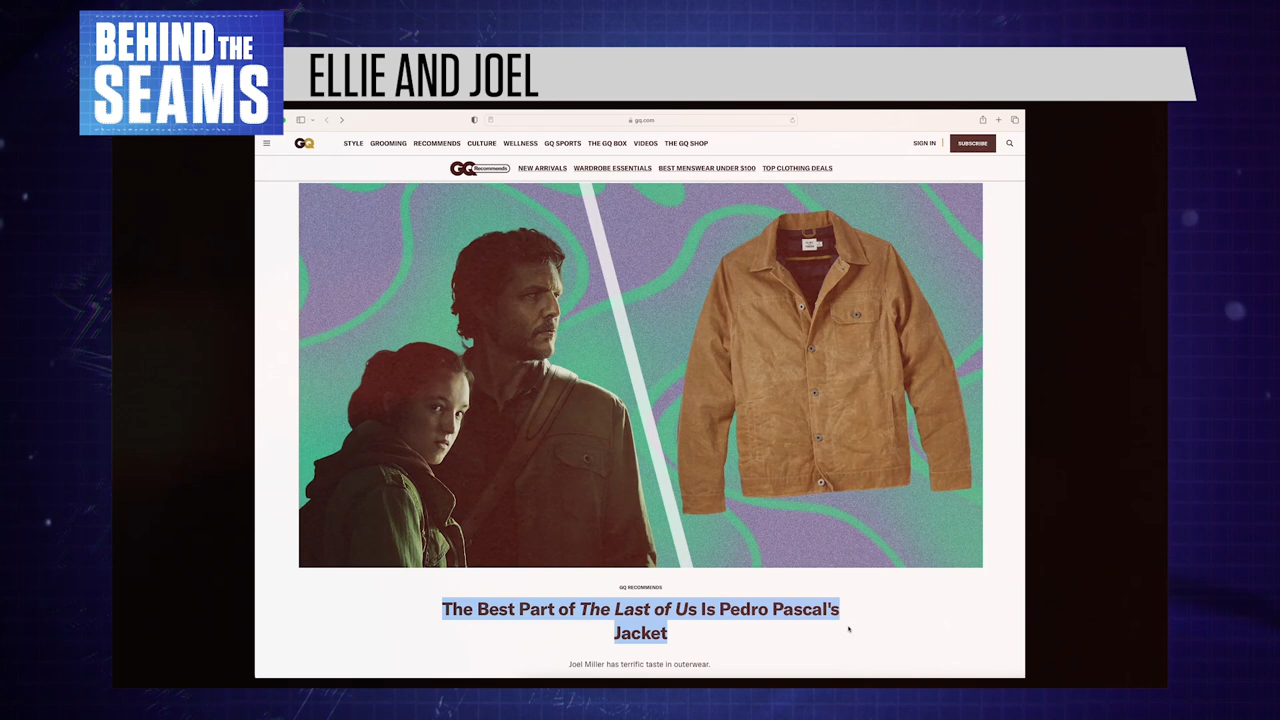 BEHIND THE
SEAMS
ELLIE AND JOEL
gq.com
GQ STYLE GROOMING RECOMMENDS CULTURE WELLNESS GQ SPORTS THE GQ BOX VIDEOS THE GQ SHOP SIGN IN SUBSCRIBE
GQ Recommends NEW ARRIVALS WARDROBE ESSENTIALS BEST MENSWEAR UNDER $100 TOP CLOTHING DEALS
GQ RECOMMENDS
The Best Part of The Last of Us Is Pedro Pascal's
Jacket
Joel Miller has terrific taste in outerwear.